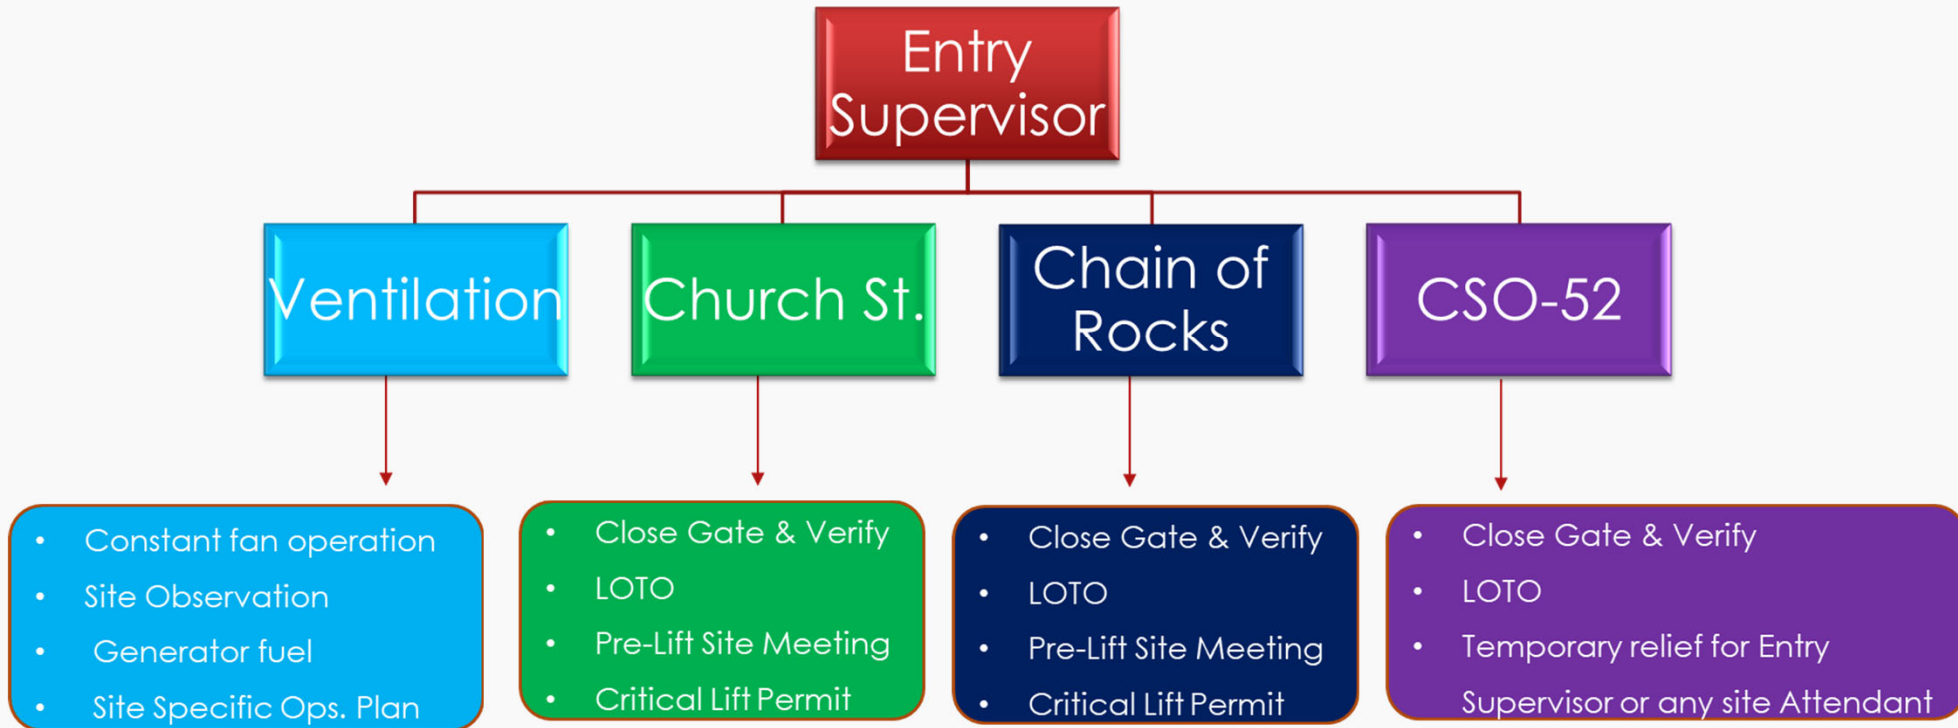 Entry
Supervisor
Ventilation
Church St.
Chain of
Rocks
CSO-52
• Constant fan operation
• Site Observation
• Generator fuel
• Site Specific Ops. Plan
• Close Gate & Verify
• LOTO
• Pre-Lift Site Meeting
• Critical Lift Permit
• Close Gate & Verify
• LOTO
• Pre-Lift Site Meeting
• Critical Lift Permit
• Close Gate & Verify
• LOTO
• Temporary relief for Entry
Supervisor or any site Attendant